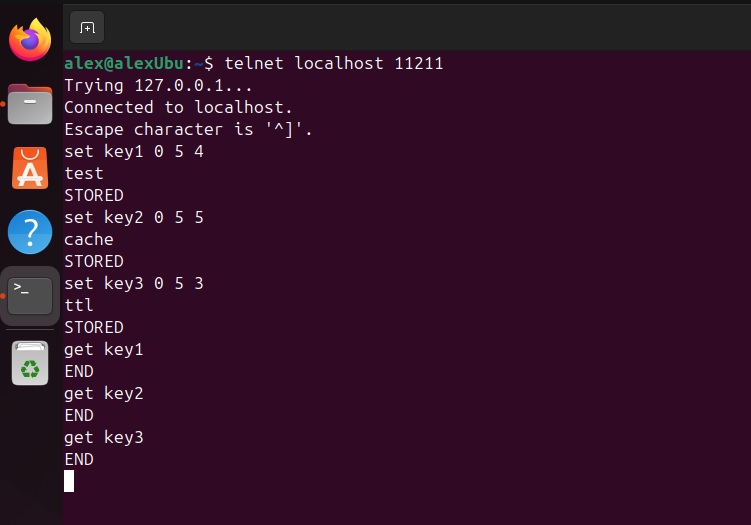 alex@alexUbu:~$ telnet localhost 11211
Trying 127.0.0.1...
Connected to localhost.
Escape character is '^]'.
set key1 0 5 4
test
STORED
set key2 0 5 5
cache
STORED
set key3 0 5 3
ttl
STORED
get key1
END
get key2
END
get key3
END